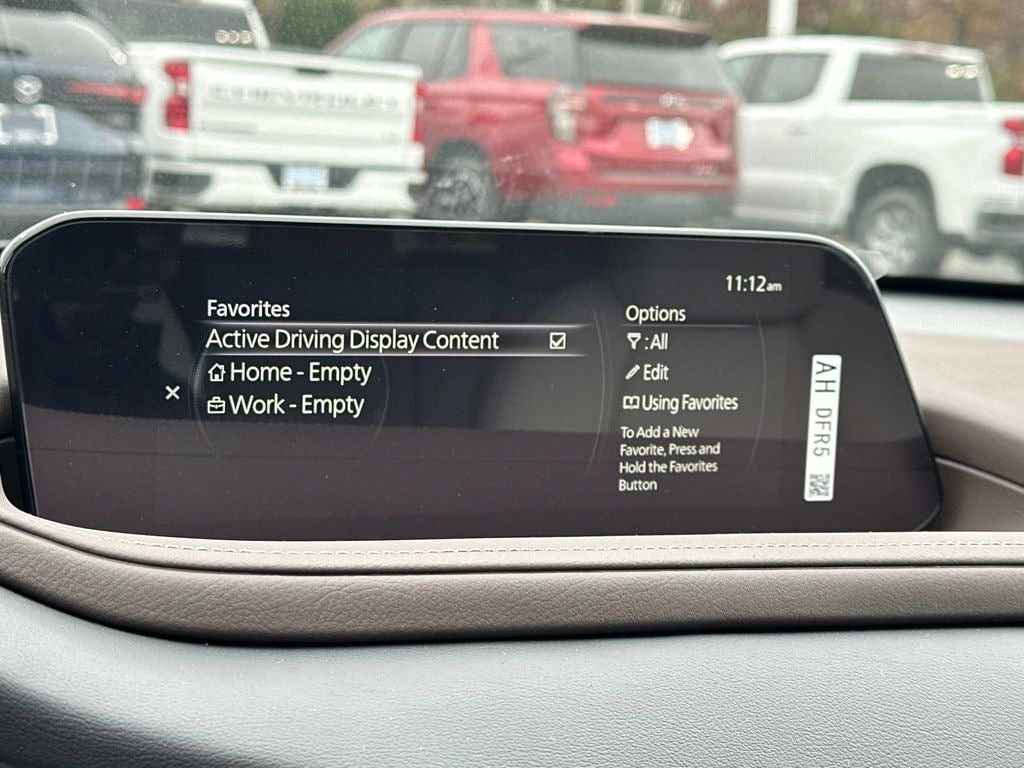 11:12am
Favorites
Active Driving Display Content
Home - Empty
Work - Empty
Options
: All
Edit
Using Favorites
To Add a New
Favorite, Press and
Hold the Favorites
Button
AH DFR5
CHEVROLET